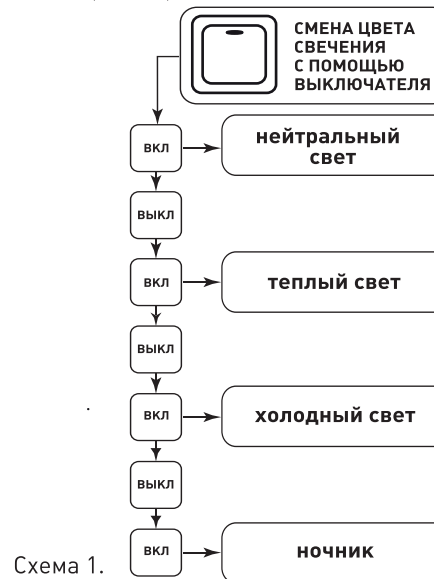 СМЕНА ЦВЕТА
СВЕЧЕНИЯ
С ПОМОЩЬЮ
ВЫКЛЮЧАТЕЛЯ
ВКЛ
нейтральный
свет
ВЫКЛ
ВКЛ
теплый свет
ВЫКЛ
ВКЛ
холодный свет
ВЫКЛ
ВКЛ
ночник
Схема 1.